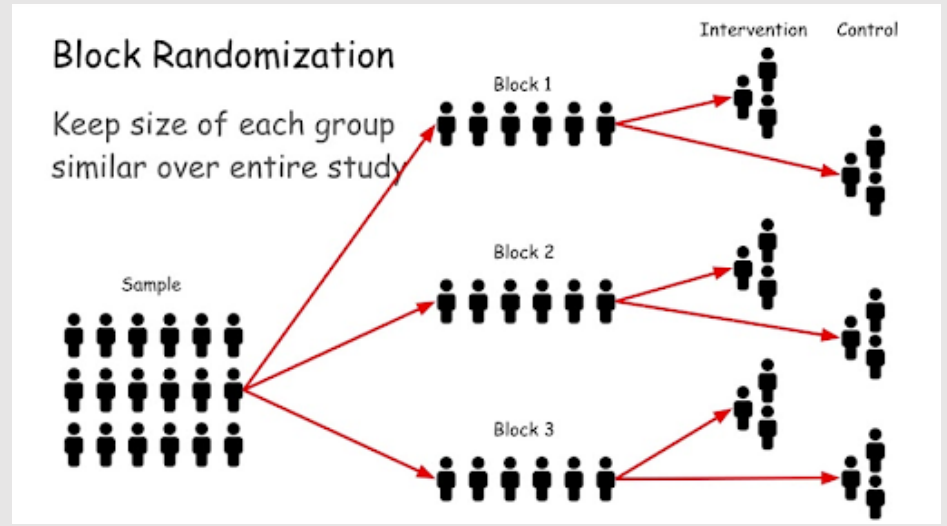 Block Randomization
Keep size of each group
similar over entire study
Sample
Block 1
Block 2
Block 3
Intervention
Control